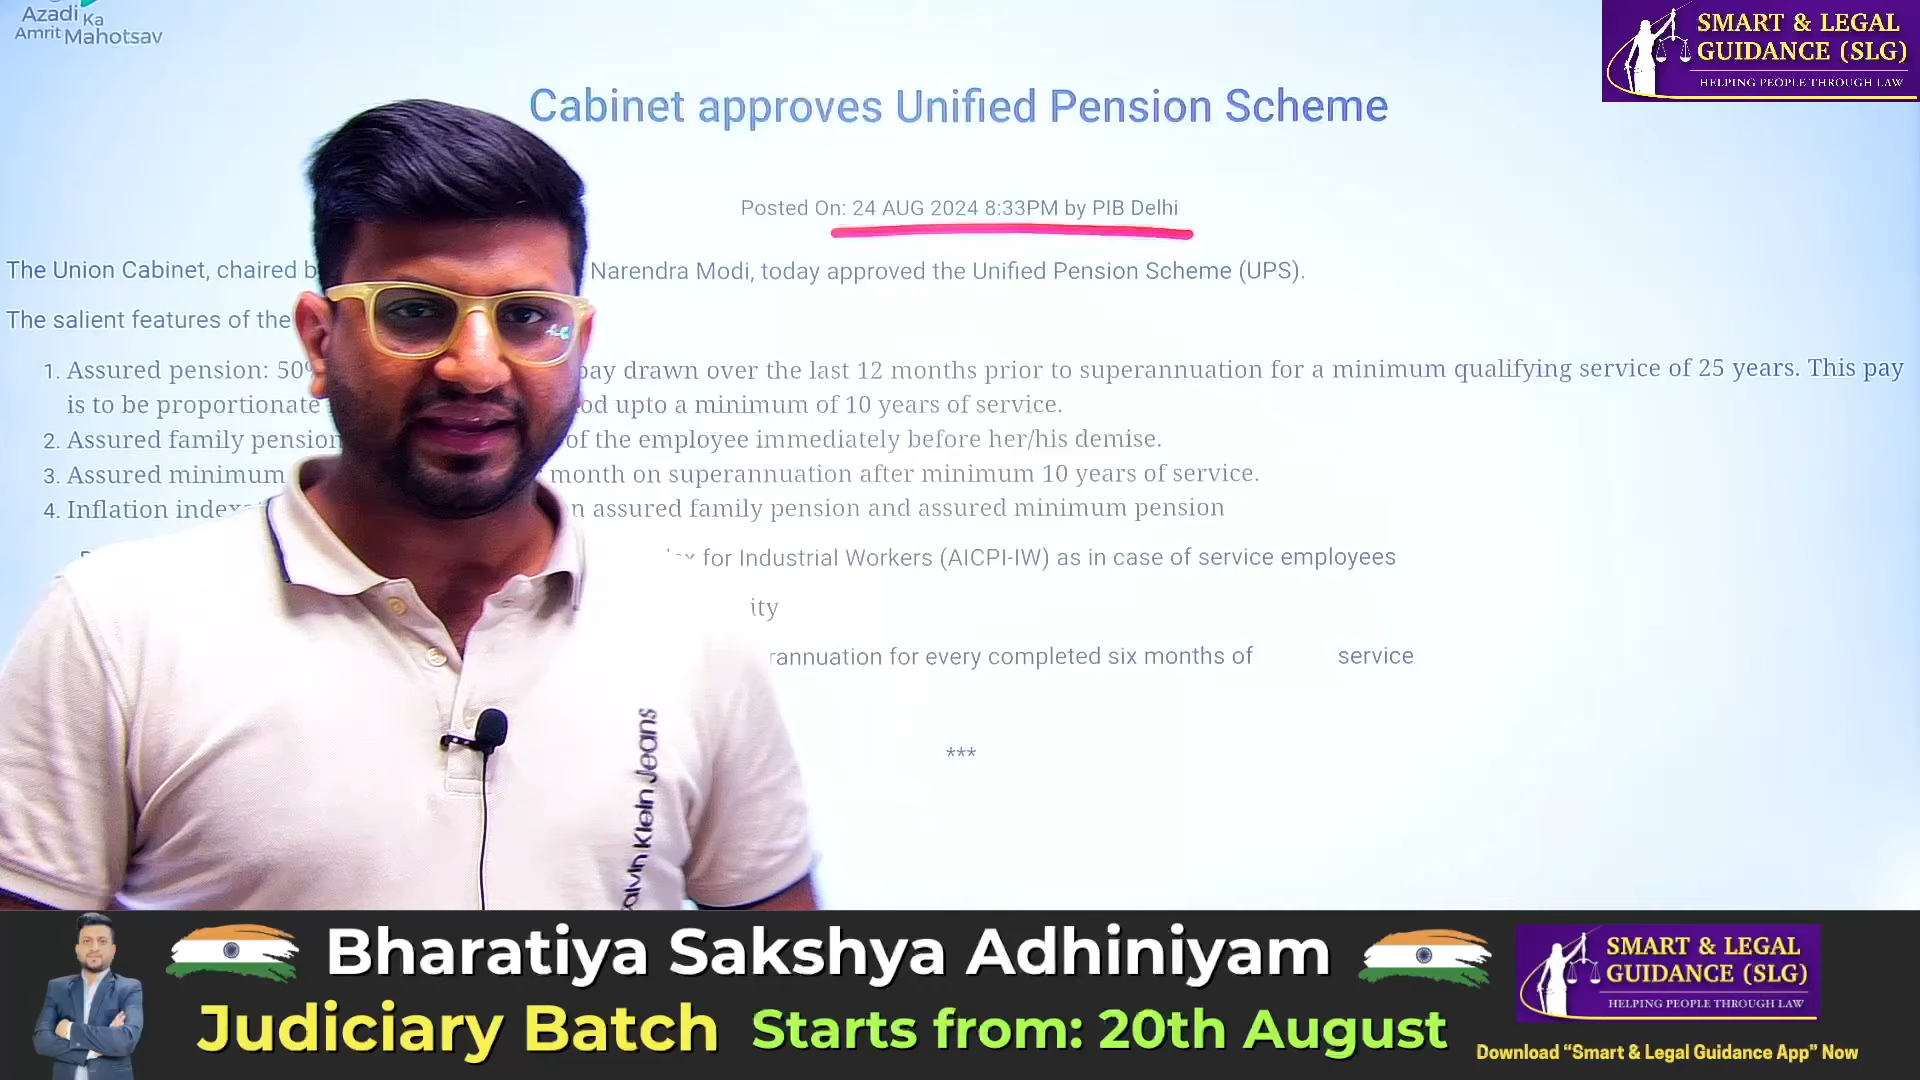 Azadi Ka
Amrit Mahotsav
SMART & LEGAL
GUIDANCE (SLG)
HELPING PEOPLE THROUGH LAW
Cabinet approves Unified Pension Scheme
Posted On: 24 AUG 2024 8:33PM by PIB Delhi
The Union Cabinet, chaired Narendra Modi, today approved the Unified Pension Scheme (UPS).
The salient features of the
1. Assured pension: pay drawn over the last 12 months prior to superannuation for a minimum qualifying service of 25 years. This pay
is to be proportionate upto a minimum of 10 years of service.
2. Assured family pension of the employee immediately before her/his demise.
3. Assured minimum month on superannuation after minimum 10 years of service.
4. Inflation assured family pension and assured minimum pension
for Industrial Workers (AICPI-IW) as in case of service employees
ity
rannuation for every completed six months of service
***
Calvin Klein Jeans
Bharatiya Sakshya Adhiniyam
Judiciary Batch Starts from: 20th August
SMART & LEGAL
GUIDANCE (SLG)
HELPING PEOPLE THROUGH LAW
Download “Smart & Legal Guidance App” Now